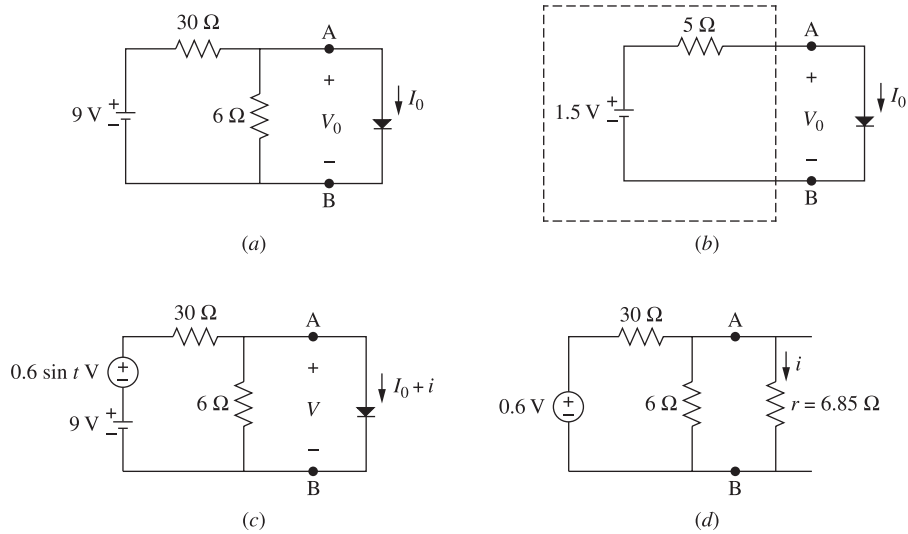 30 Ω
A
9 V
+
−
6 Ω
+
V₀
−
I₀
B
(a)
5 Ω
A
1.5 V
+
−
+
V₀
−
I₀
B
(b)
30 Ω
A
0.6 sin t V
+
−
9 V
+
−
6 Ω
+
V
−
I₀ + i
B
(c)
30 Ω
A
0.6 V
+
−
6 Ω
i
r = 6.85 Ω
B
(d)